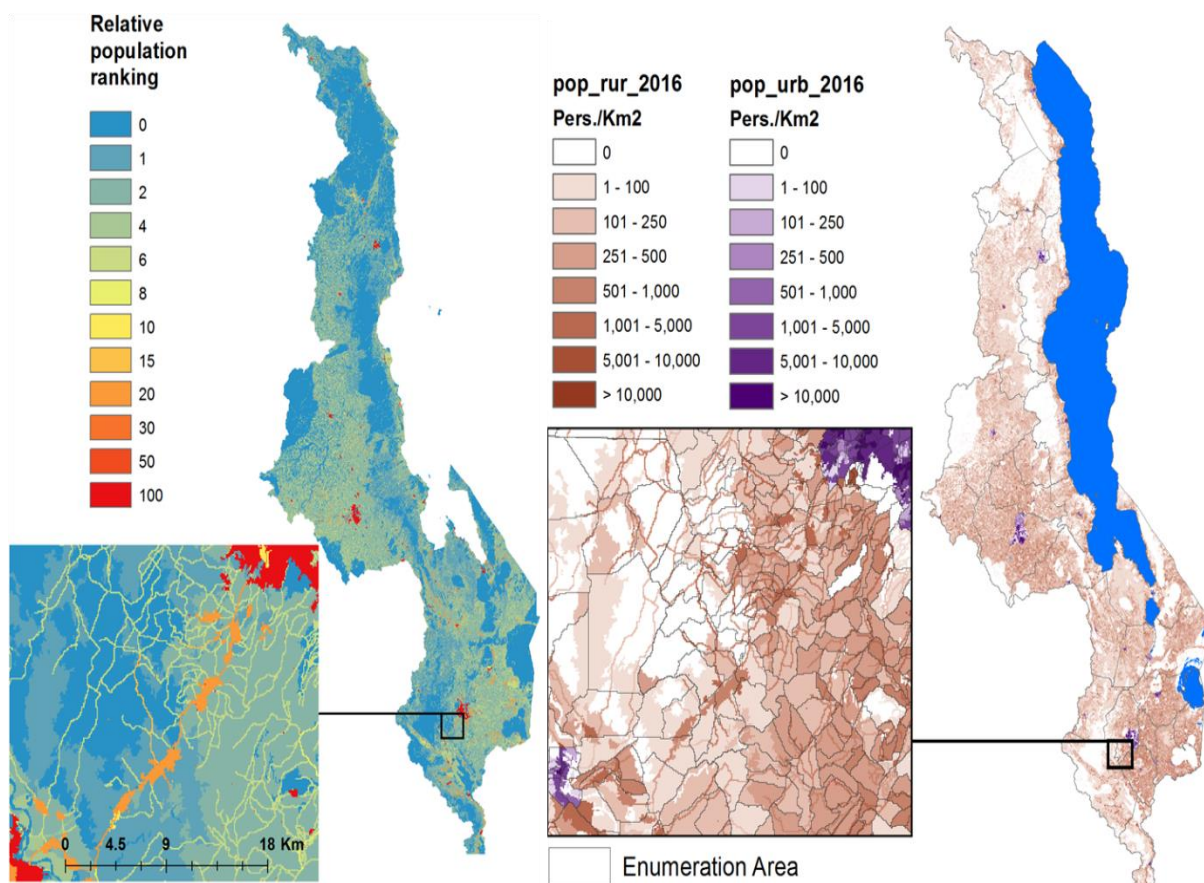 Relative
population
ranking
0
1
2
4
6
8
10
15
20
30
50
100
0 4.5 9 18 Km
pop_rur_2016
Pers./Km2
0
1 - 100
101 - 250
251 - 500
501 - 1,000
1,001 - 5,000
5,001 - 10,000
> 10,000
pop_urb_2016
Pers./Km2
0
1 - 100
101 - 250
251 - 500
501 - 1,000
1,001 - 5,000
5,001 - 10,000
> 10,000
Enumeration Area